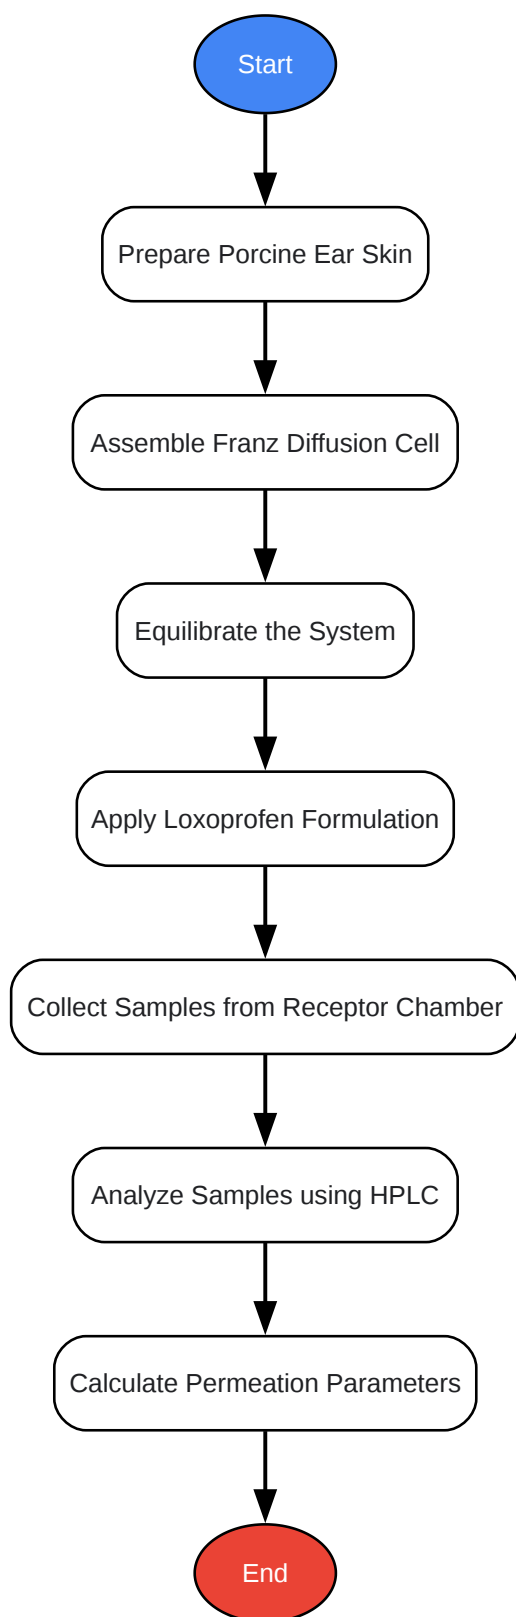 Start
Prepare Porcine Ear Skin
Assemble Franz Diffusion Cell
Equilibrate the System
Apply Loxoprofen Formulation
Collect Samples from Receptor Chamber
Analyze Samples using HPLC
Calculate Permeation Parameters
End